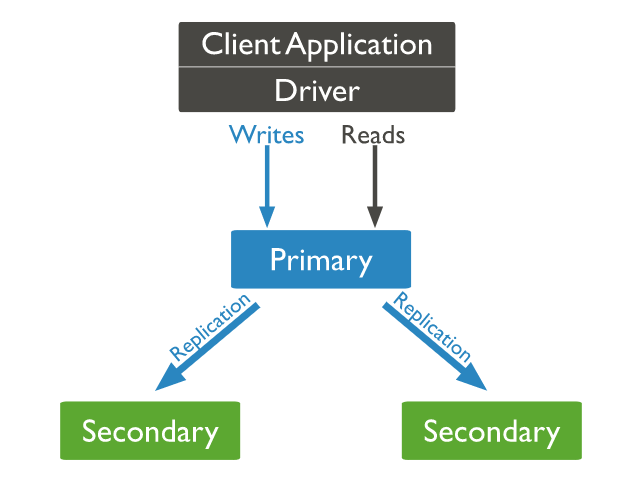 Client Application
Driver
Writes
Reads
Primary
Replication
Replication
Secondary
Secondary